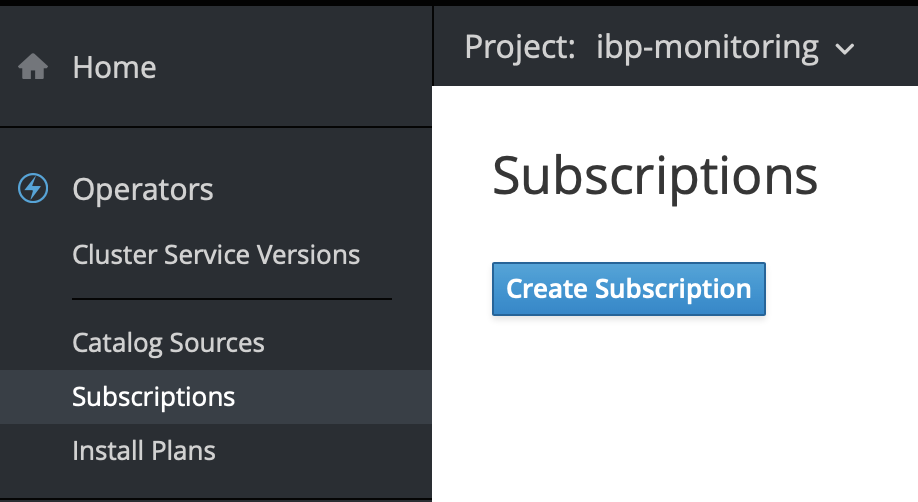 Home
Project: ibp-monitoring
Operators
Cluster Service Versions
Catalog Sources
Subscriptions
Install Plans
Subscriptions
Create Subscription